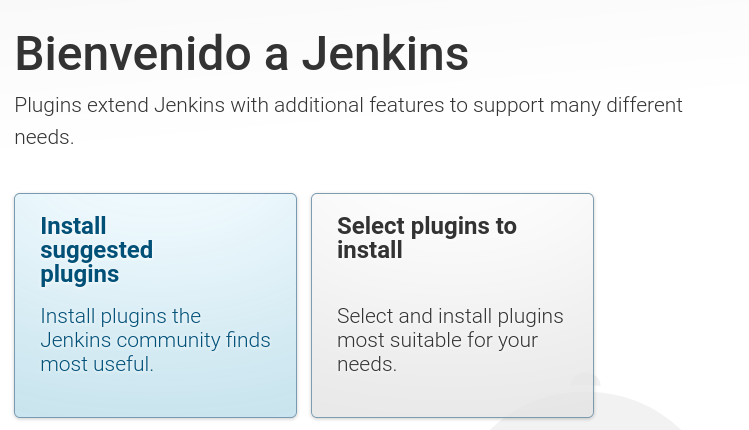 Bienvenido a Jenkins
Plugins extend Jenkins with additional features to support many different
needs.
Install
suggested
plugins
Install plugins the
Jenkins community finds
most useful.
Select plugins to
install
Select and install plugins
most suitable for your
needs.